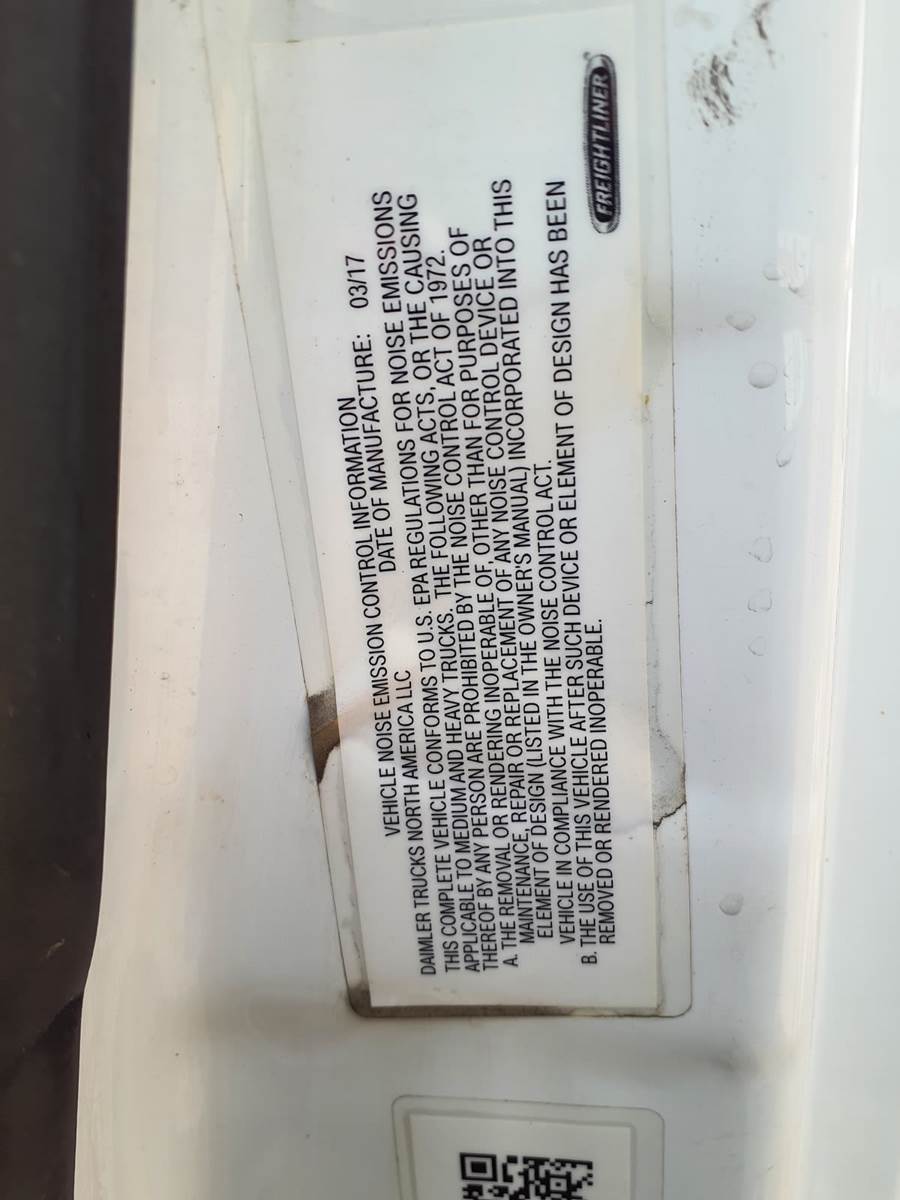 VEHICLE NOISE EMISSION CONTROL INFORMATION
DAIMLER TRUCKS NORTH AMERICA LLC DATE OF MANUFACTURE: 03/17
THIS COMPLETE VEHICLE CONFORMS TO U.S. EPA REGULATIONS FOR NOISE EMISSIONS
APPLICABLE TO MEDIUM AND HEAVY TRUCKS. THE FOLLOWING ACTS, OR THE CAUSING
THEREOF BY ANY PERSON ARE PROHIBITED BY THE NOISE CONTROL ACT OF 1972.
A. THE REMOVAL OR RENDERING INOPERABLE OF, OTHER THAN FOR PURPOSES OF
MAINTENANCE, REPAIR OR REPLACEMENT OF ANY NOISE CONTROL DEVICE OR
ELEMENT OF DESIGN (LISTED IN THE OWNER'S MANUAL) INCORPORATED INTO THIS
VEHICLE IN COMPLIANCE WITH THE NOISE CONTROL ACT.
B. THE USE OF THIS VEHICLE AFTER SUCH DEVICE OR ELEMENT OF DESIGN HAS BEEN
REMOVED OR RENDERED INOPERABLE.
FREIGHTLINER